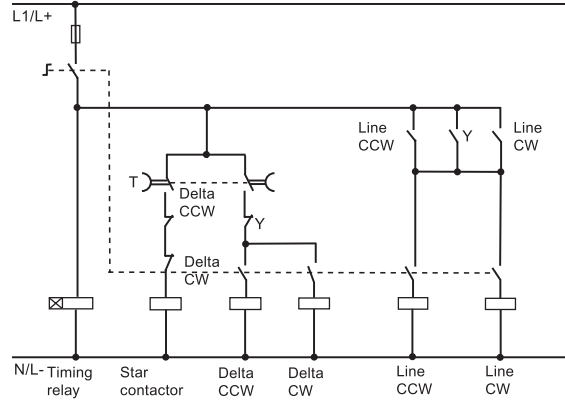 L1/L+
Line
CCW
Y
Line
CW
T
Delta
CCW
Y
Delta
CW
N/L-
Timing
relay
Star
contactor
Delta
CCW
Delta
CW
Line
CCW
Line
CW